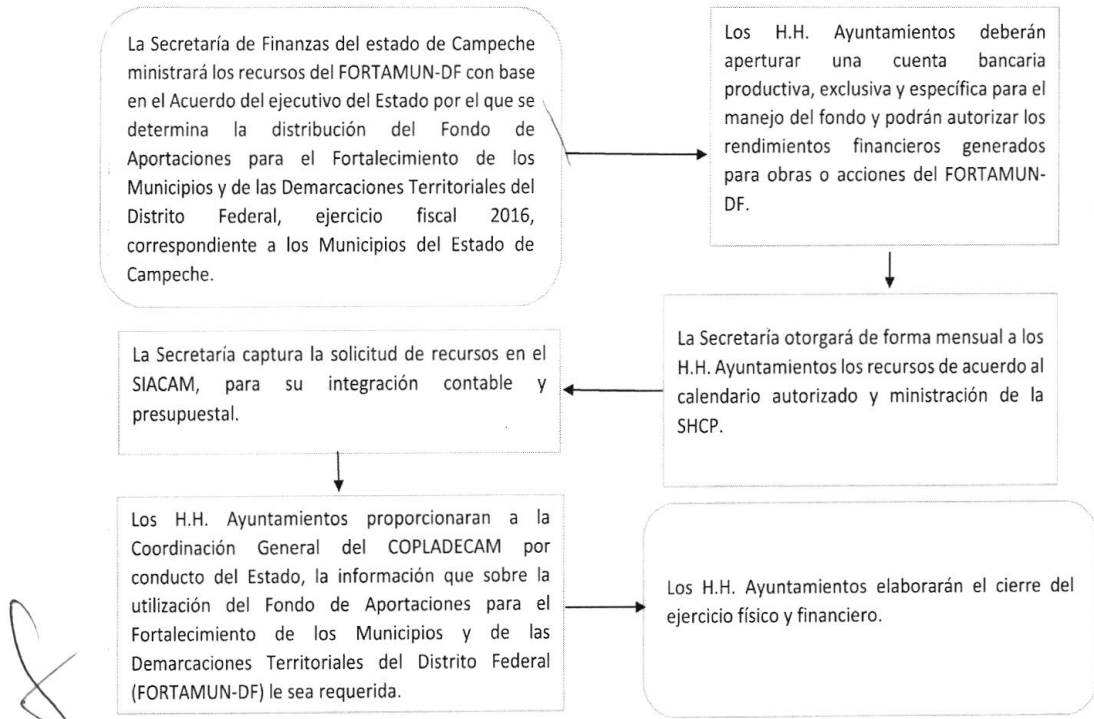 La Secretaría de Finanzas del estado de Campeche
ministrará los recursos del FORTAMUN-DF con base
en el Acuerdo del ejecutivo del Estado por el que se
determina la distribución del Fondo de
Aportaciones para el Fortalecimiento de los
Municipios y de las Demarcaciones Territoriales del
Distrito Federal, ejercicio fiscal 2016,
correspondiente a los Municipios del Estado de
Campeche.
Los H.H. Ayuntamientos deberán
aperturar una cuenta bancaria
productiva, exclusiva y específica para el
manejo del fondo y podrán autorizar los
rendimientos financieros generados
para obras o acciones del FORTAMUN-
DF.
La Secretaría otorgará de forma mensual a los
H.H. Ayuntamientos los recursos de acuerdo al
calendario autorizado y ministración de la
SHCP.
La Secretaría captura la solicitud de recursos en el
SIACAM, para su integración contable y
presupuestal.
Los H.H. Ayuntamientos proporcionaran a la
Coordinación General del COPLADECAM por
conducto del Estado, la información que sobre la
utilización del Fondo de Aportaciones para el
Fortalecimiento de los Municipios y de las
Demarcaciones Territoriales del Distrito Federal
(FORTAMUN-DF) le sea requerida.
Los H.H. Ayuntamientos elaborarán el cierre del
ejercicio físico y financiero.